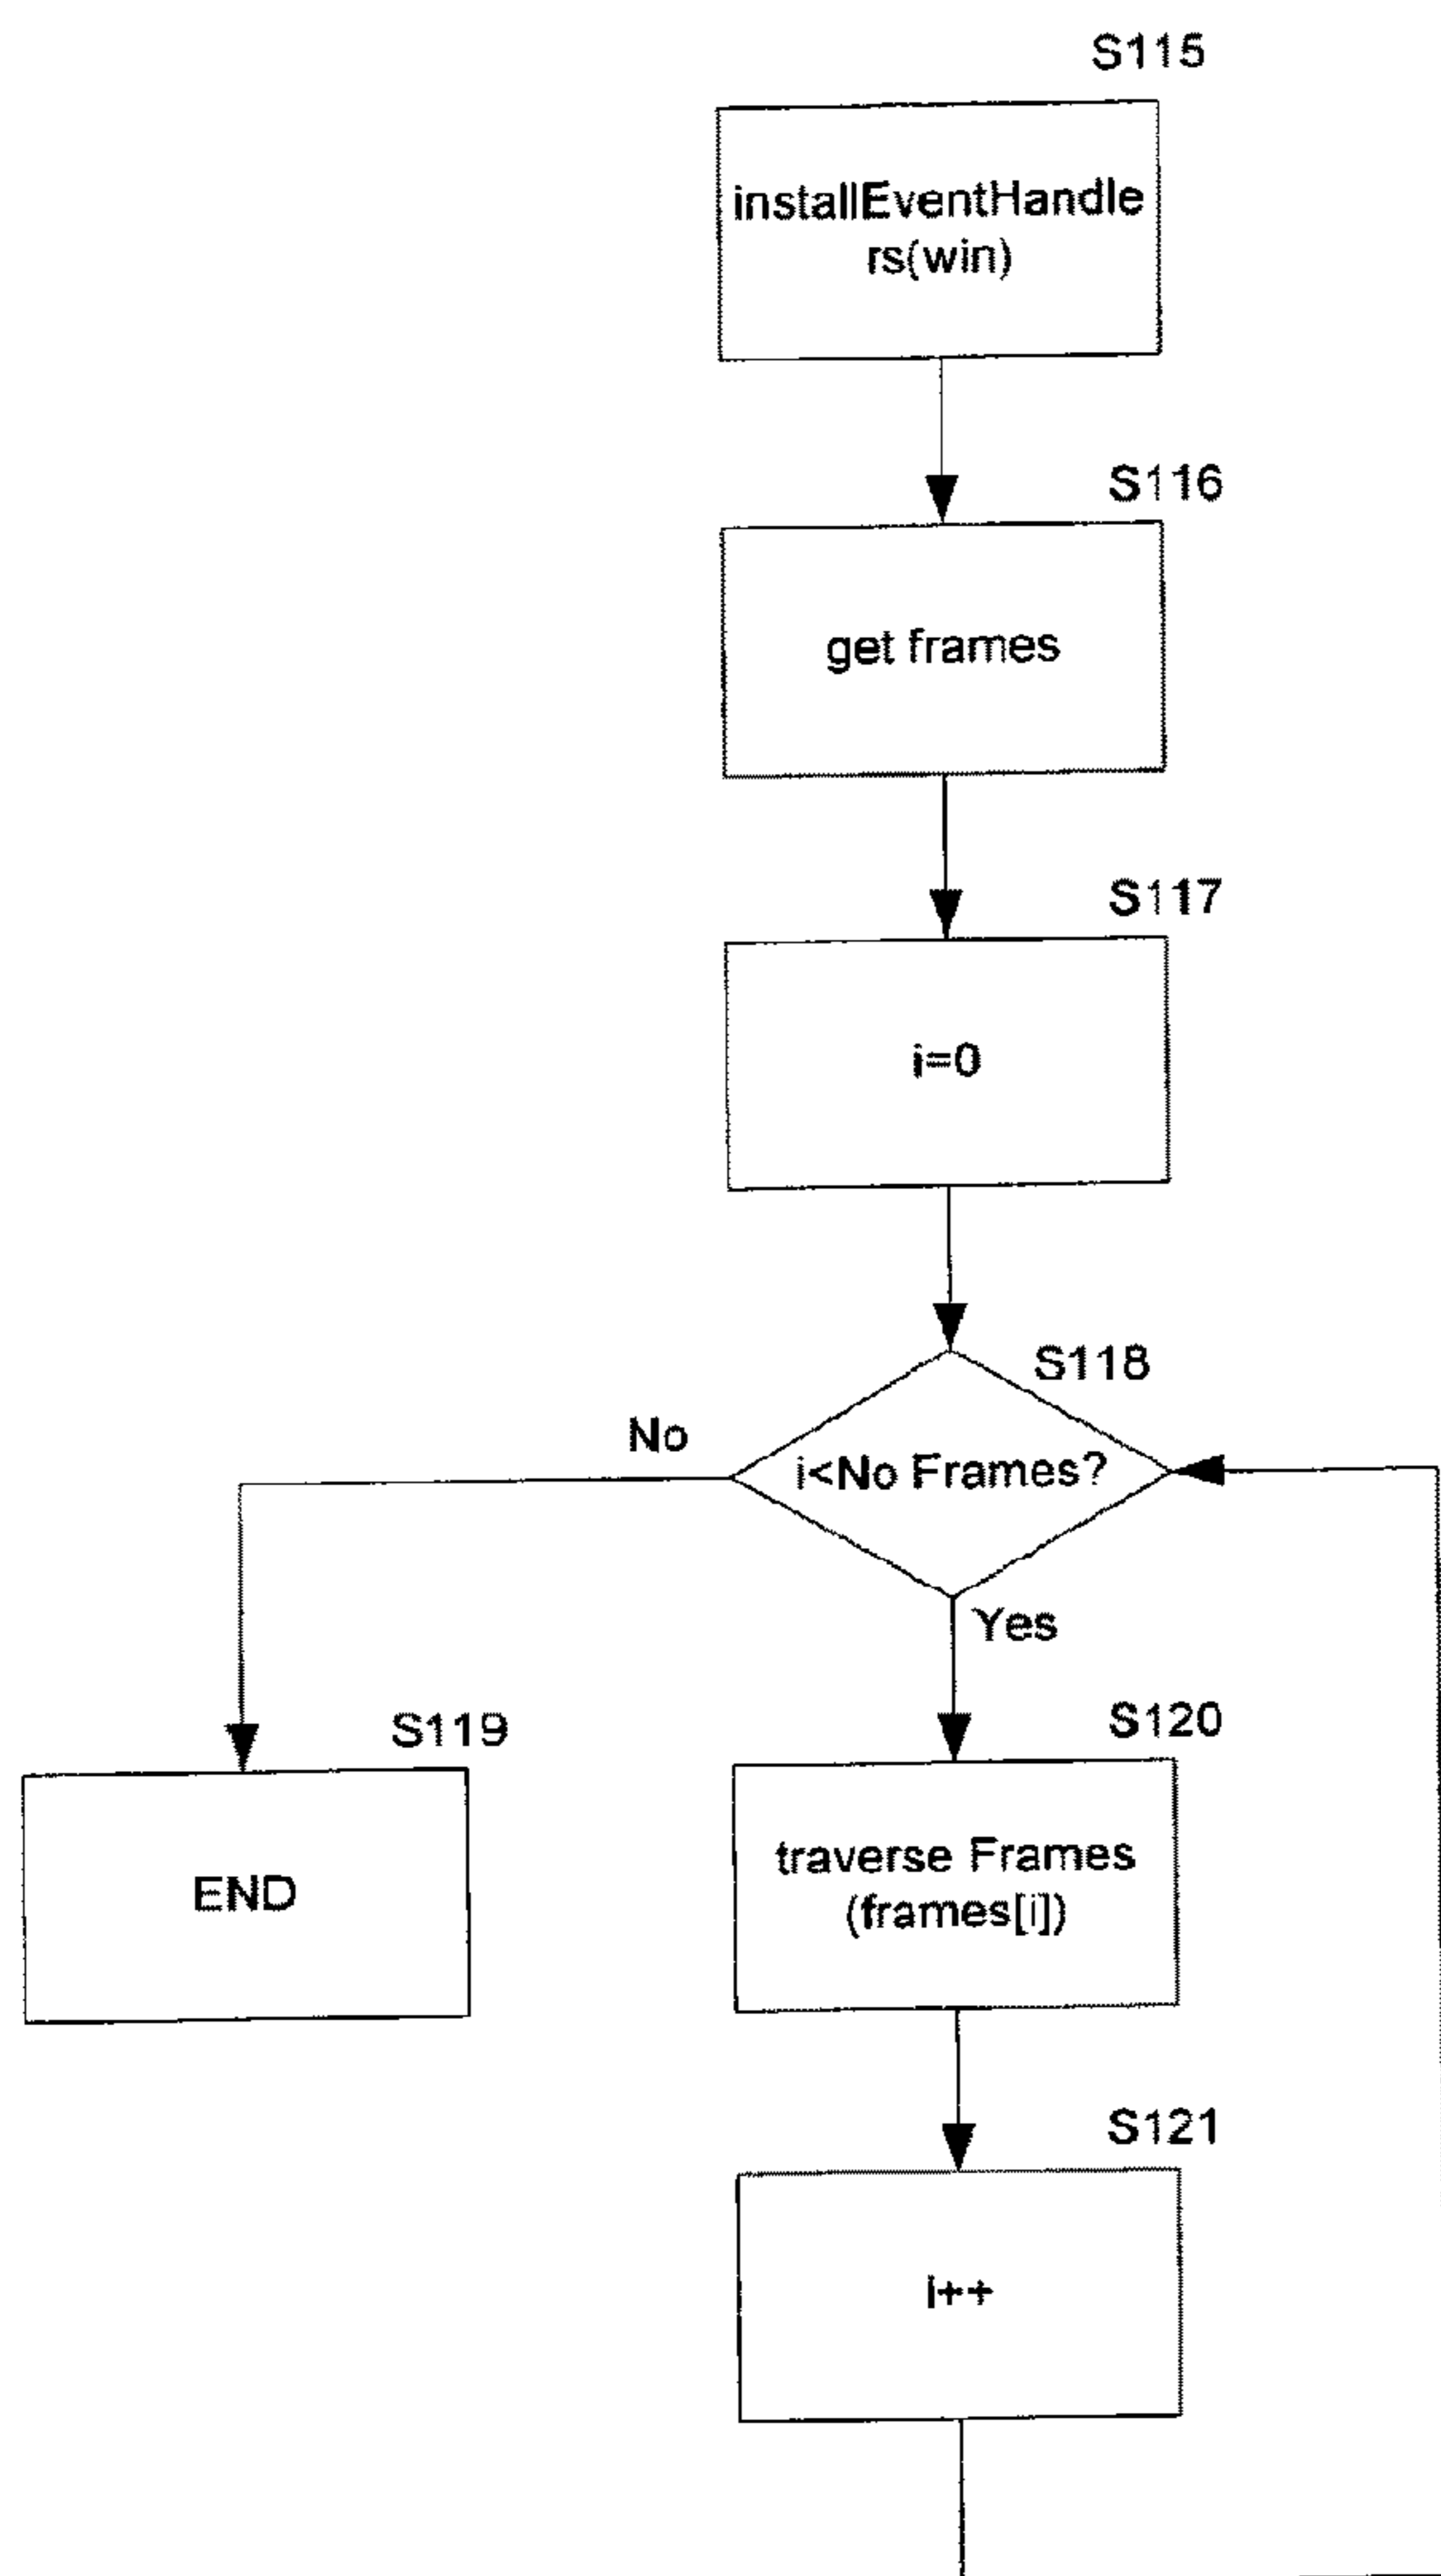 S115
installEventHandle
rs(win)
S116
get frames
S117
i=0
S118
No
i<No Frames?
Yes
S119
S120
END
traverse Frames
(frames[i])
S121
i++